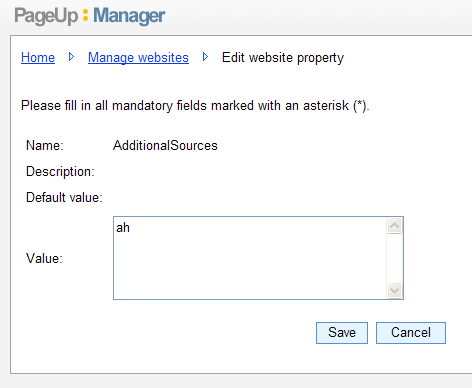 PageUp : Manager
Home Manage websites Edit website property
Please fill in all mandatory fields marked with an asterisk (*).
Name: AdditionalSources
Description:
Default value:
Value: ah
Save Cancel